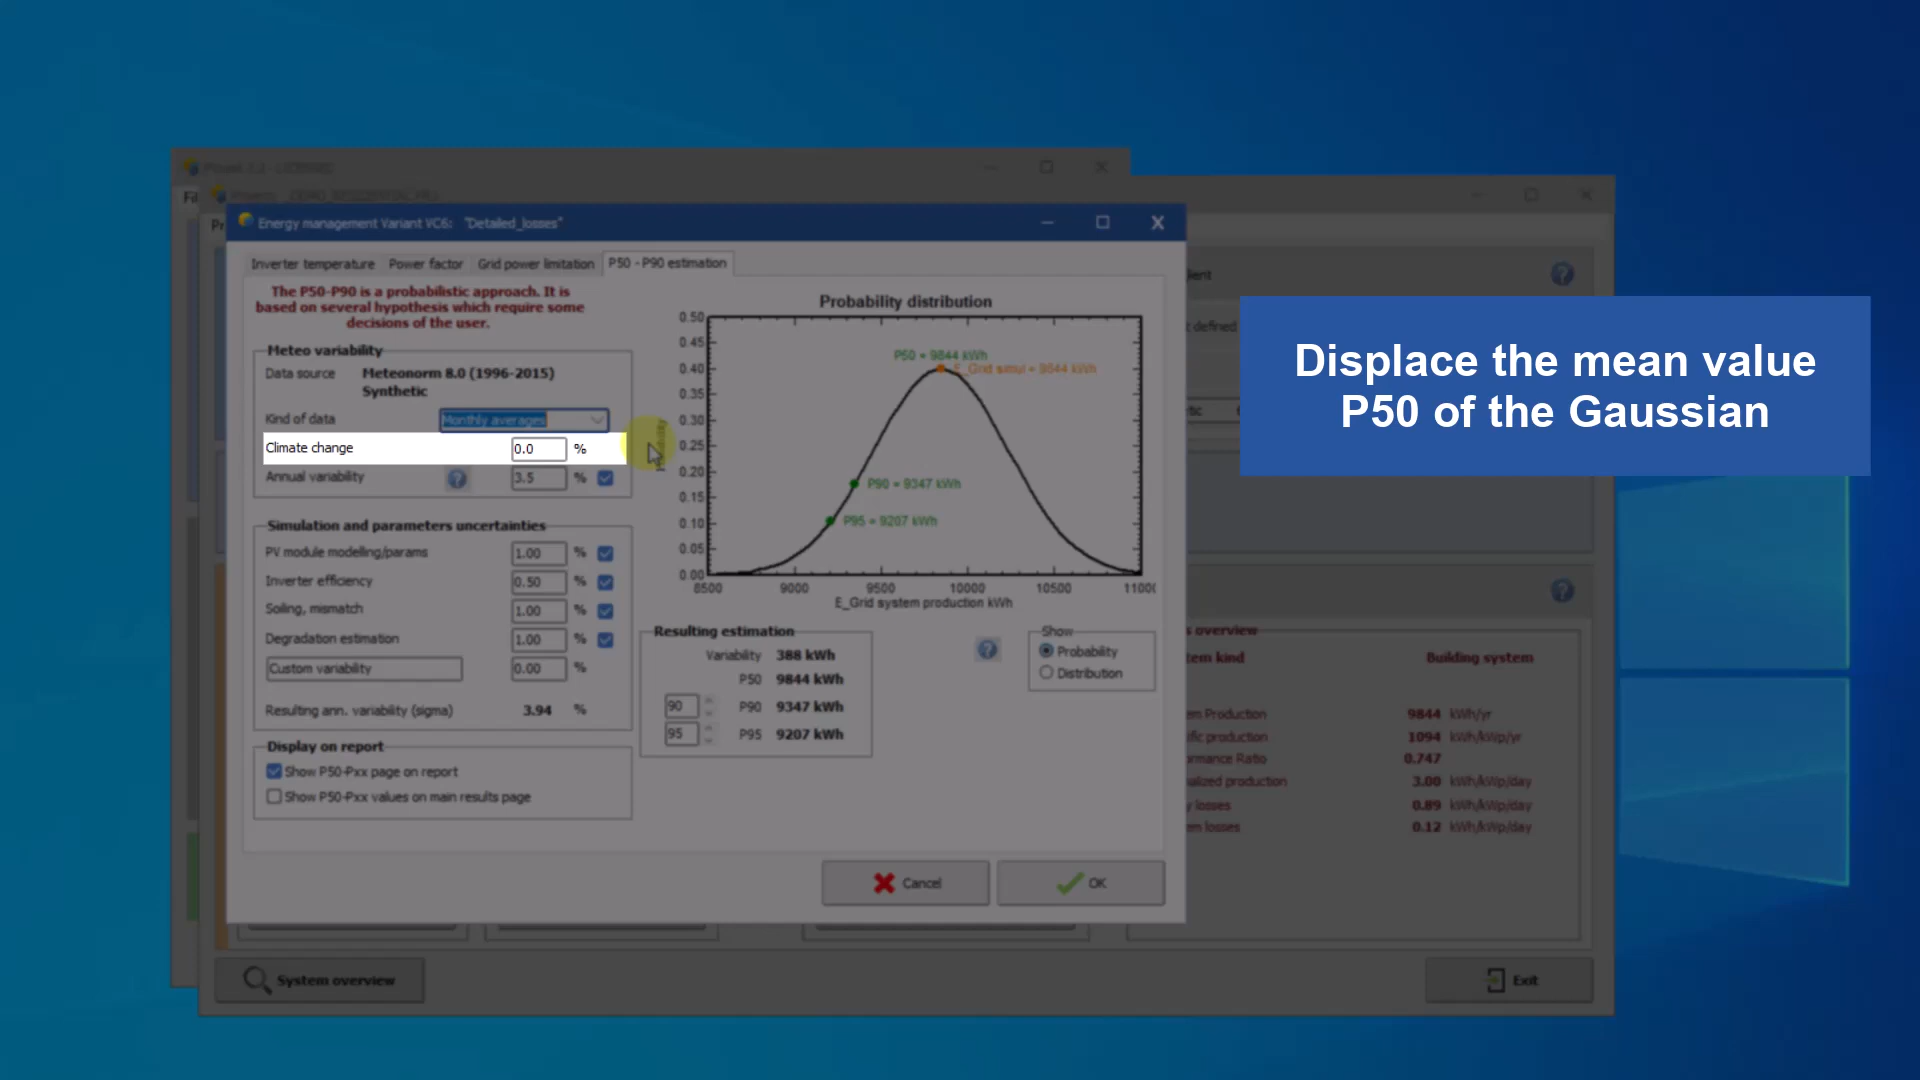 Energy management Variant VC6: "Detailed_losses"
Inverter temperature Power factor Grid power limitation P50 - P90 estimation
The P50-P90 is a probabilistic approach. It is
based on several hypothesis which require some
decisions of the user.
Meteo variability
Data source Meteonorm 8.0 (1996-2015)
Synthetic
Kind of data Monthly averages
Climate change 0.0 %
Annual variability ? 3.5 %
Simulation and parameters uncertainties
PV module modelling/params 1.00 %
Inverter efficiency 0.50 %
Soiling, mismatch 1.00 %
Degradation estimation 1.00 %
Custom variability 0.00 %
Resulting ann. variability (sigma) 3.94 %
Display on report
Show P50-Pxx page on report
Show P50-Pxx values on main results page
Probability distribution
0.50
0.45
0.40
0.35
0.30
0.25
0.20
0.15
0.10
0.05
0.00
P50 = 9844 kWh
E_Grid simul = 9844 kWh
P90 = 9347 kWh
P95 = 9207 kWh
8500 9000 9500 10000 10500 1100
E_Grid system production kWh
Resulting estimation
Variability 388 kWh
P50 9844 kWh
90 P90 9347 kWh
95 P95 9207 kWh
?
Show
Probability
Distribution
Cancel OK
Displace the mean value
P50 of the Gaussian
?
defined
?
overview
Building system
Production 9844 kWh/yr
production 1094 kWh/kWp/yr
Ratio 0.747
production 3.00 kWh/kWp/day
losses 0.89 kWh/kWp/day
losses 0.12 kWh/kWp/day
System overview
Exit